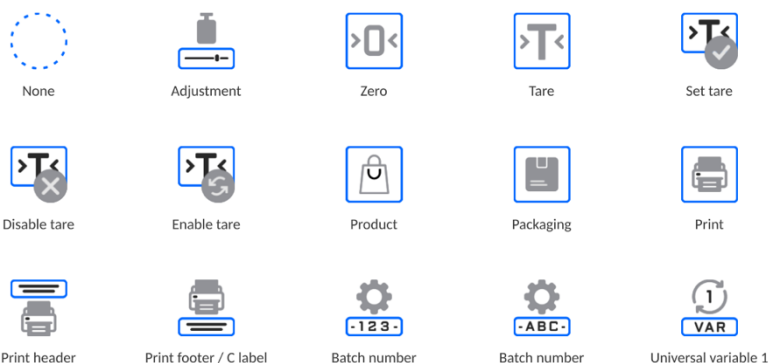 >0< >T< >T<
None Adjustment Zero Tare Set tare
>T< >T<
Disable tare Enable tare Product Packaging Print
-123- -ABC- 1 VAR
Print header Print footer / C label Batch number Batch number Universal variable 1